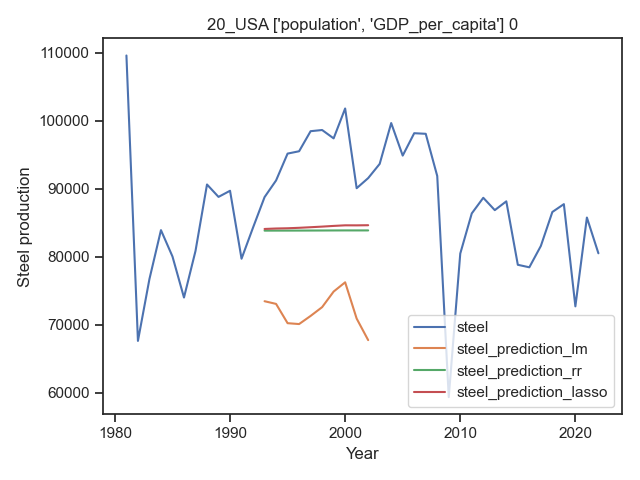 20_USA ['population', 'GDP_per_capita'] 0
110000
100000
90000
80000
70000
60000
Steel production
1980
1990
2000
2010
2020
Year
steel
steel_prediction_lm
steel_prediction_rr
steel_prediction_lasso